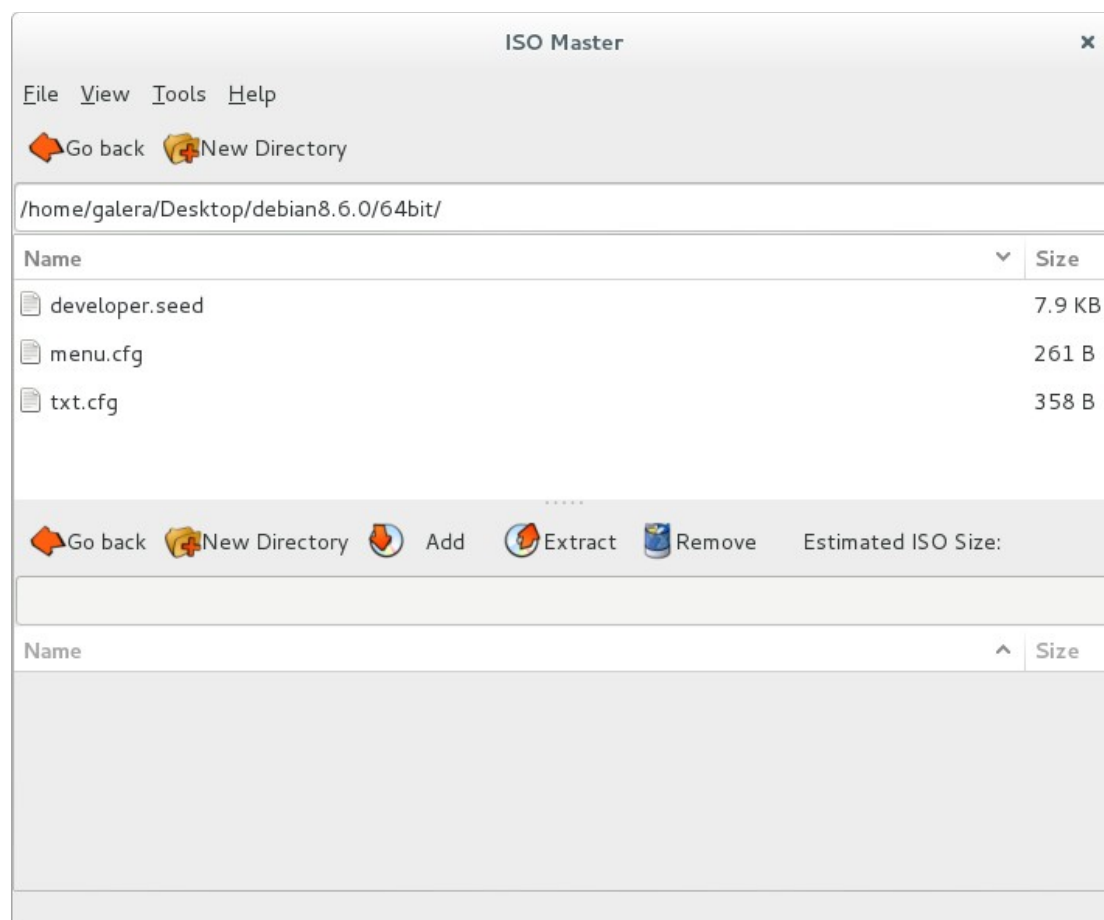 ISO Master
File View Tools Help
Go back New Directory
/home/galera/Desktop/debian8.6.0/64bit/
Name Size
developer.seed 7.9 KB
menu.cfg 261 B
txt.cfg 358 B
Go back New Directory Add Extract Remove Estimated ISO Size:
Name Size